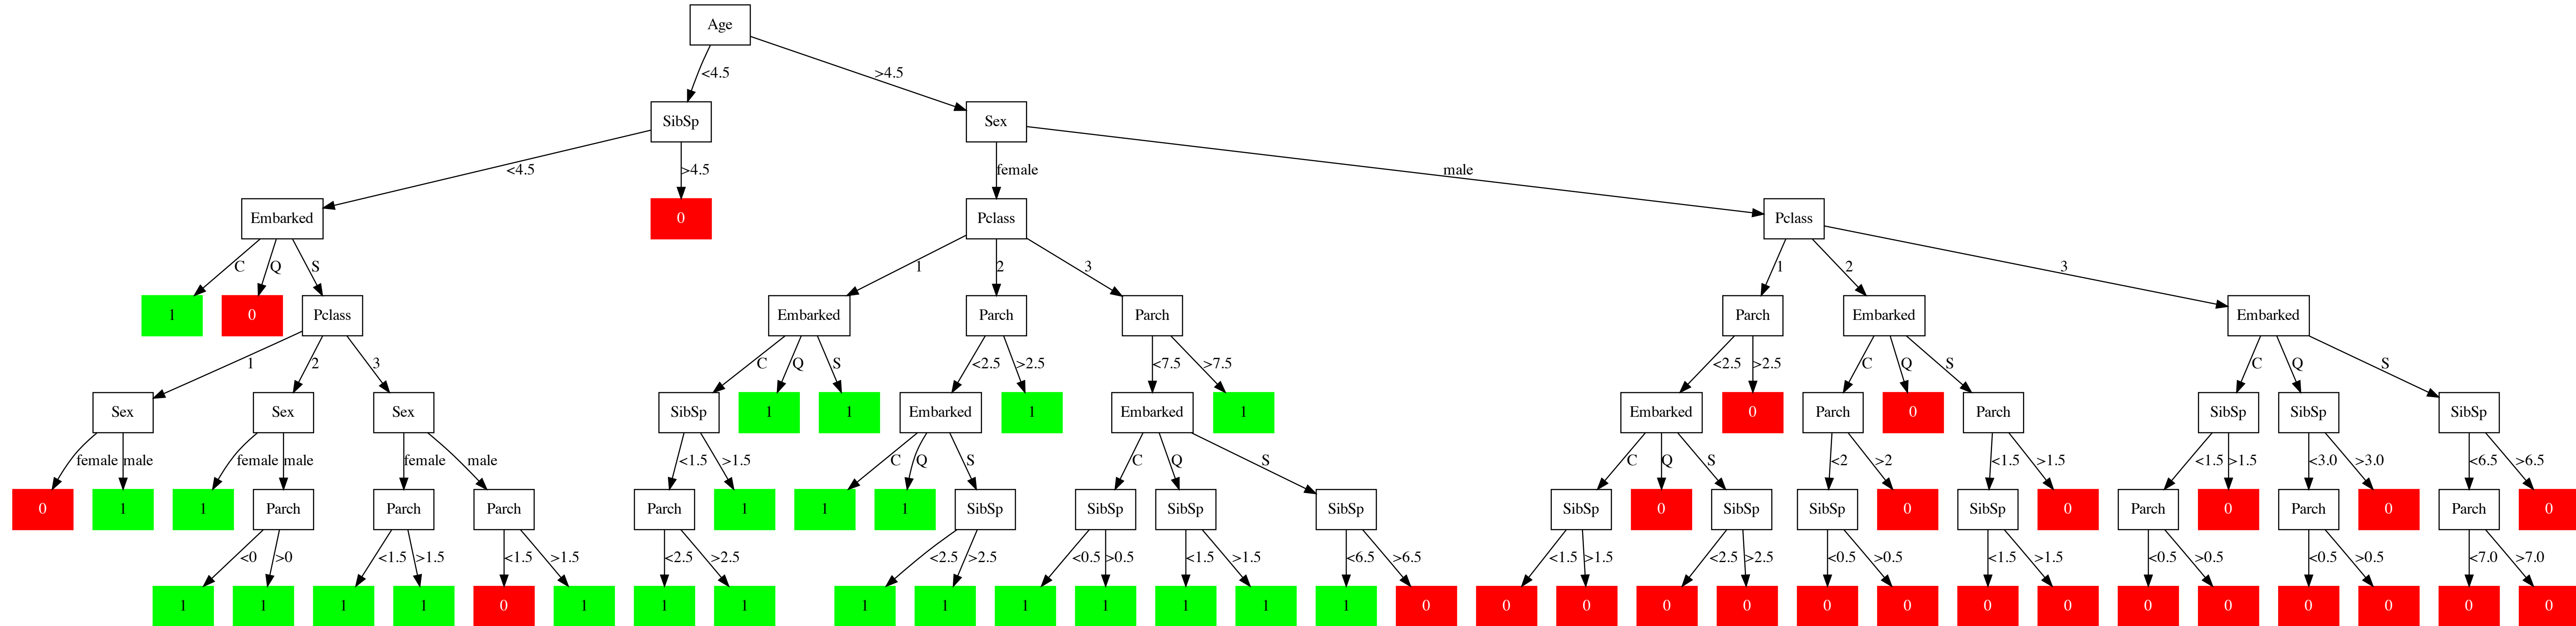 Age
<4.5 >4.5
SibSp Sex
<4.5 >4.5 female male
Embarked 0 Pclass Pclass
C Q S 1 2 3 1 2 3
1 0 Pclass Embarked Parch Parch Parch Embarked Embarked
1 2 3 C Q S <2.5 >2.5 <7.5 >7.5 <2.5 >2.5 C Q S C Q S
Sex Sex Sex SibSp 1 1 Embarked 1 Embarked 1 Embarked 0 Parch 0 Parch SibSp SibSp SibSp
female male female male female male <1.5 >1.5 C Q S C Q S C Q S <2 >2 <1.5 >1.5 <1.5 >1.5 <3.0 >3.0 <6.5 >6.5
0 1 1 Parch Parch Parch Parch 1 1 1 SibSp SibSp SibSp SibSp SibSp 0 SibSp SibSp 0 SibSp 0 Parch 0 Parch 0 Parch 0
<0 >0 <1.5 >1.5 <1.5 >1.5 <2.5 >2.5 <2.5 >2.5 <0.5 >0.5 <1.5 >1.5 <6.5 >6.5 <1.5 >1.5 <2.5 >2.5 <0.5 >0.5 <1.5 >1.5 <0.5 >0.5 <0.5 >0.5 <7.0 >7.0
1 1 1 1 0 1 1 1 1 1 1 1 1 1 1 0 0 0 0 0 0 0 0 0 0 0 0 0 0 0